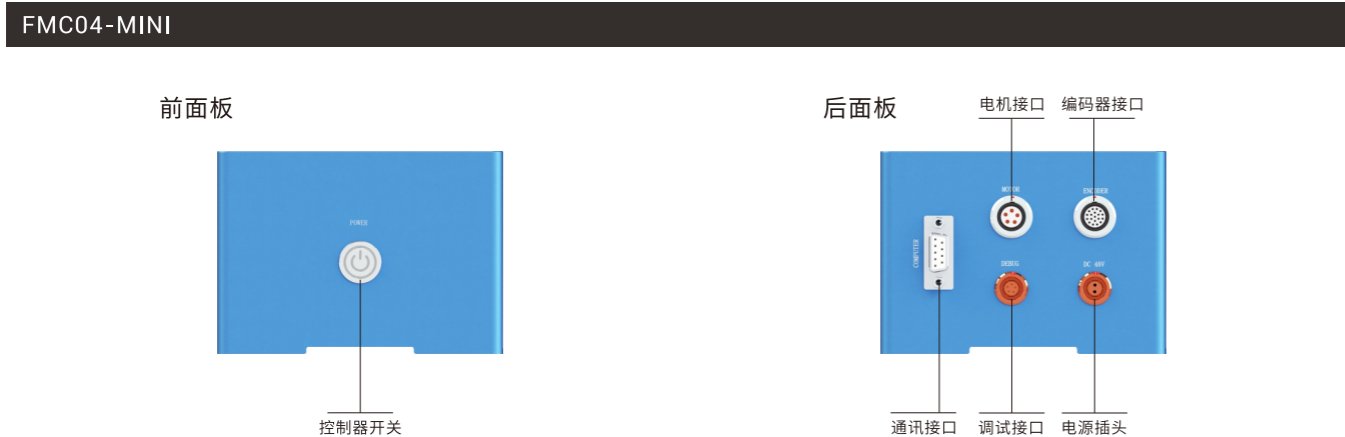 FMC04-MINI
前面板
POWER
控制器开关
后面板
电机接口
编码器接口
MOTOR
ENCODER
COMPUTER
DEBUG
DC 48V
通讯接口
调试接口
电源插头